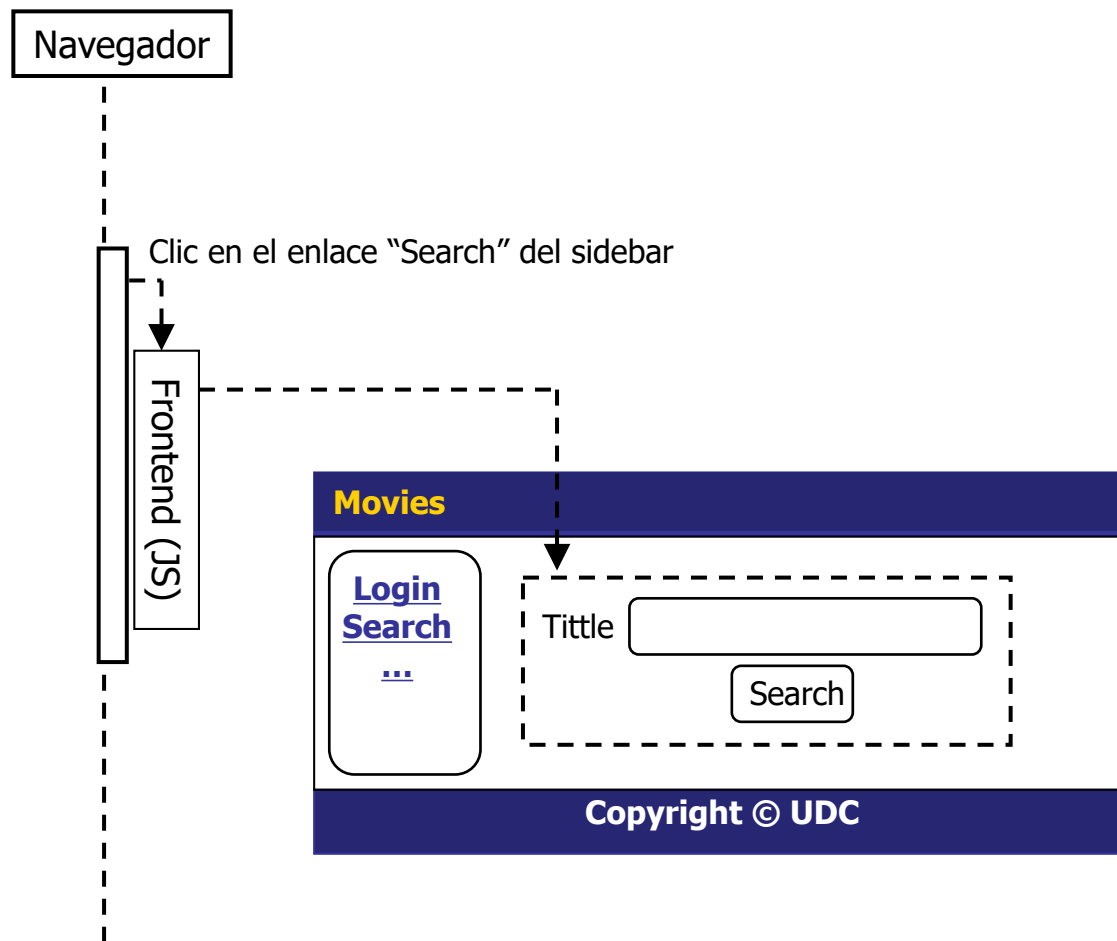 Navegador
Clic en el enlace “Search” del sidebar
Frontend (JS)
Movies
Login
Search
...
Tittle
Search
Copyright © UDC